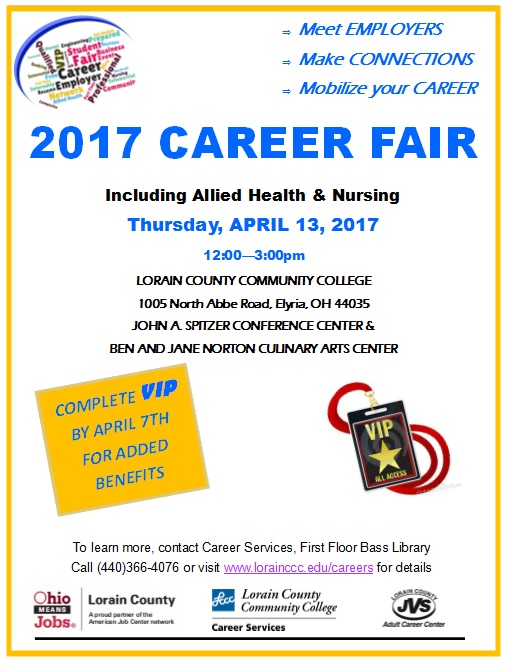 Student
VIP
Fair
Career
Employer
Network
Professional
Business
Engineering
Prepared
Nursing
Resume
Allied Health
⇒ Meet EMPLOYERS
⇒ Make CONNECTIONS
⇒ Mobilize your CAREER
2017 CAREER FAIR
Including Allied Health & Nursing
Thursday, APRIL 13, 2017
12:00—3:00pm
LORAIN COUNTY COMMUNITY COLLEGE
1005 North Abbe Road, Elyria, OH 44035
JOHN A. SPITZER CONFERENCE CENTER &
BEN AND JANE NORTON CULINARY ARTS CENTER
COMPLETE VIP
BY APRIL 7TH
FOR ADDED
BENEFITS
VIP
ALL ACCESS
To learn more, contact Career Services, First Floor Bass Library
Call (440)366-4076 or visit www.lorainccc.edu/careers for details
Ohio
MEANS
Jobs
Lorain County
A proud partner of the
American Job Center network
lccc
Lorain County
Community College
Career Services
LORAIN COUNTY
JVS
Adult Career Center